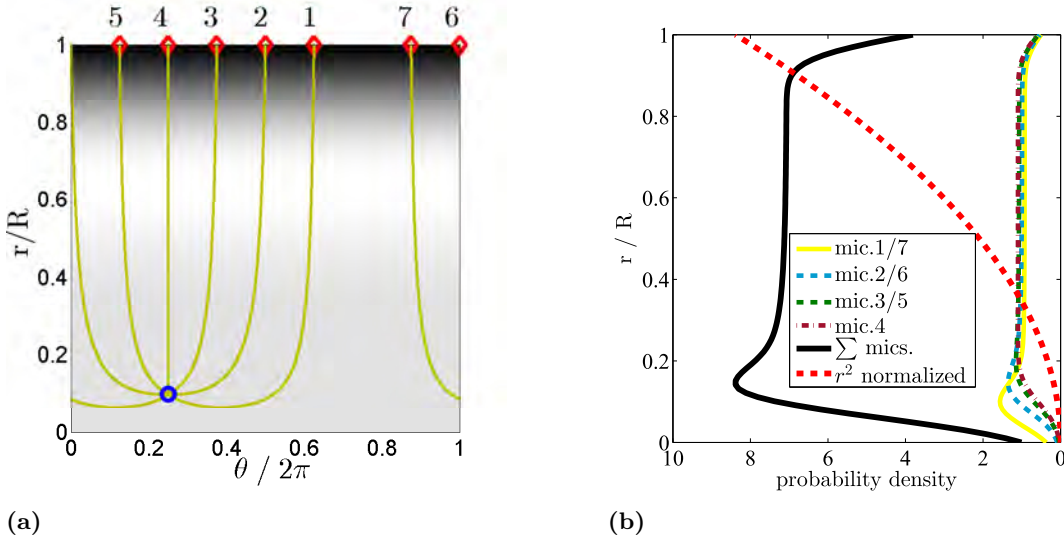 5 4 3 2 1 7 6
1
0.8
0.6
0.4
0.2
0
0 0.2 0.4 0.6 0.8 1
r/R
θ / 2π
(a)
1
0.8
0.6
0.4
0.2
0
10 8 6 4 2 0
r / R
probability density
mic.1/7
mic.2/6
mic.3/5
mic.4
∑ mics.
r² normalized
(b)